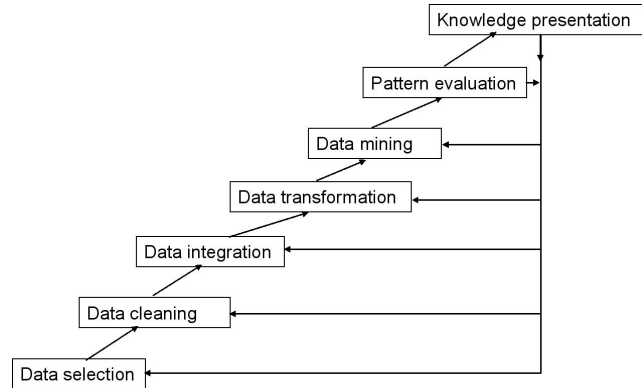 Knowledge presentation
Pattern evaluation
Data mining
Data transformation
Data integration
Data cleaning
Data selection